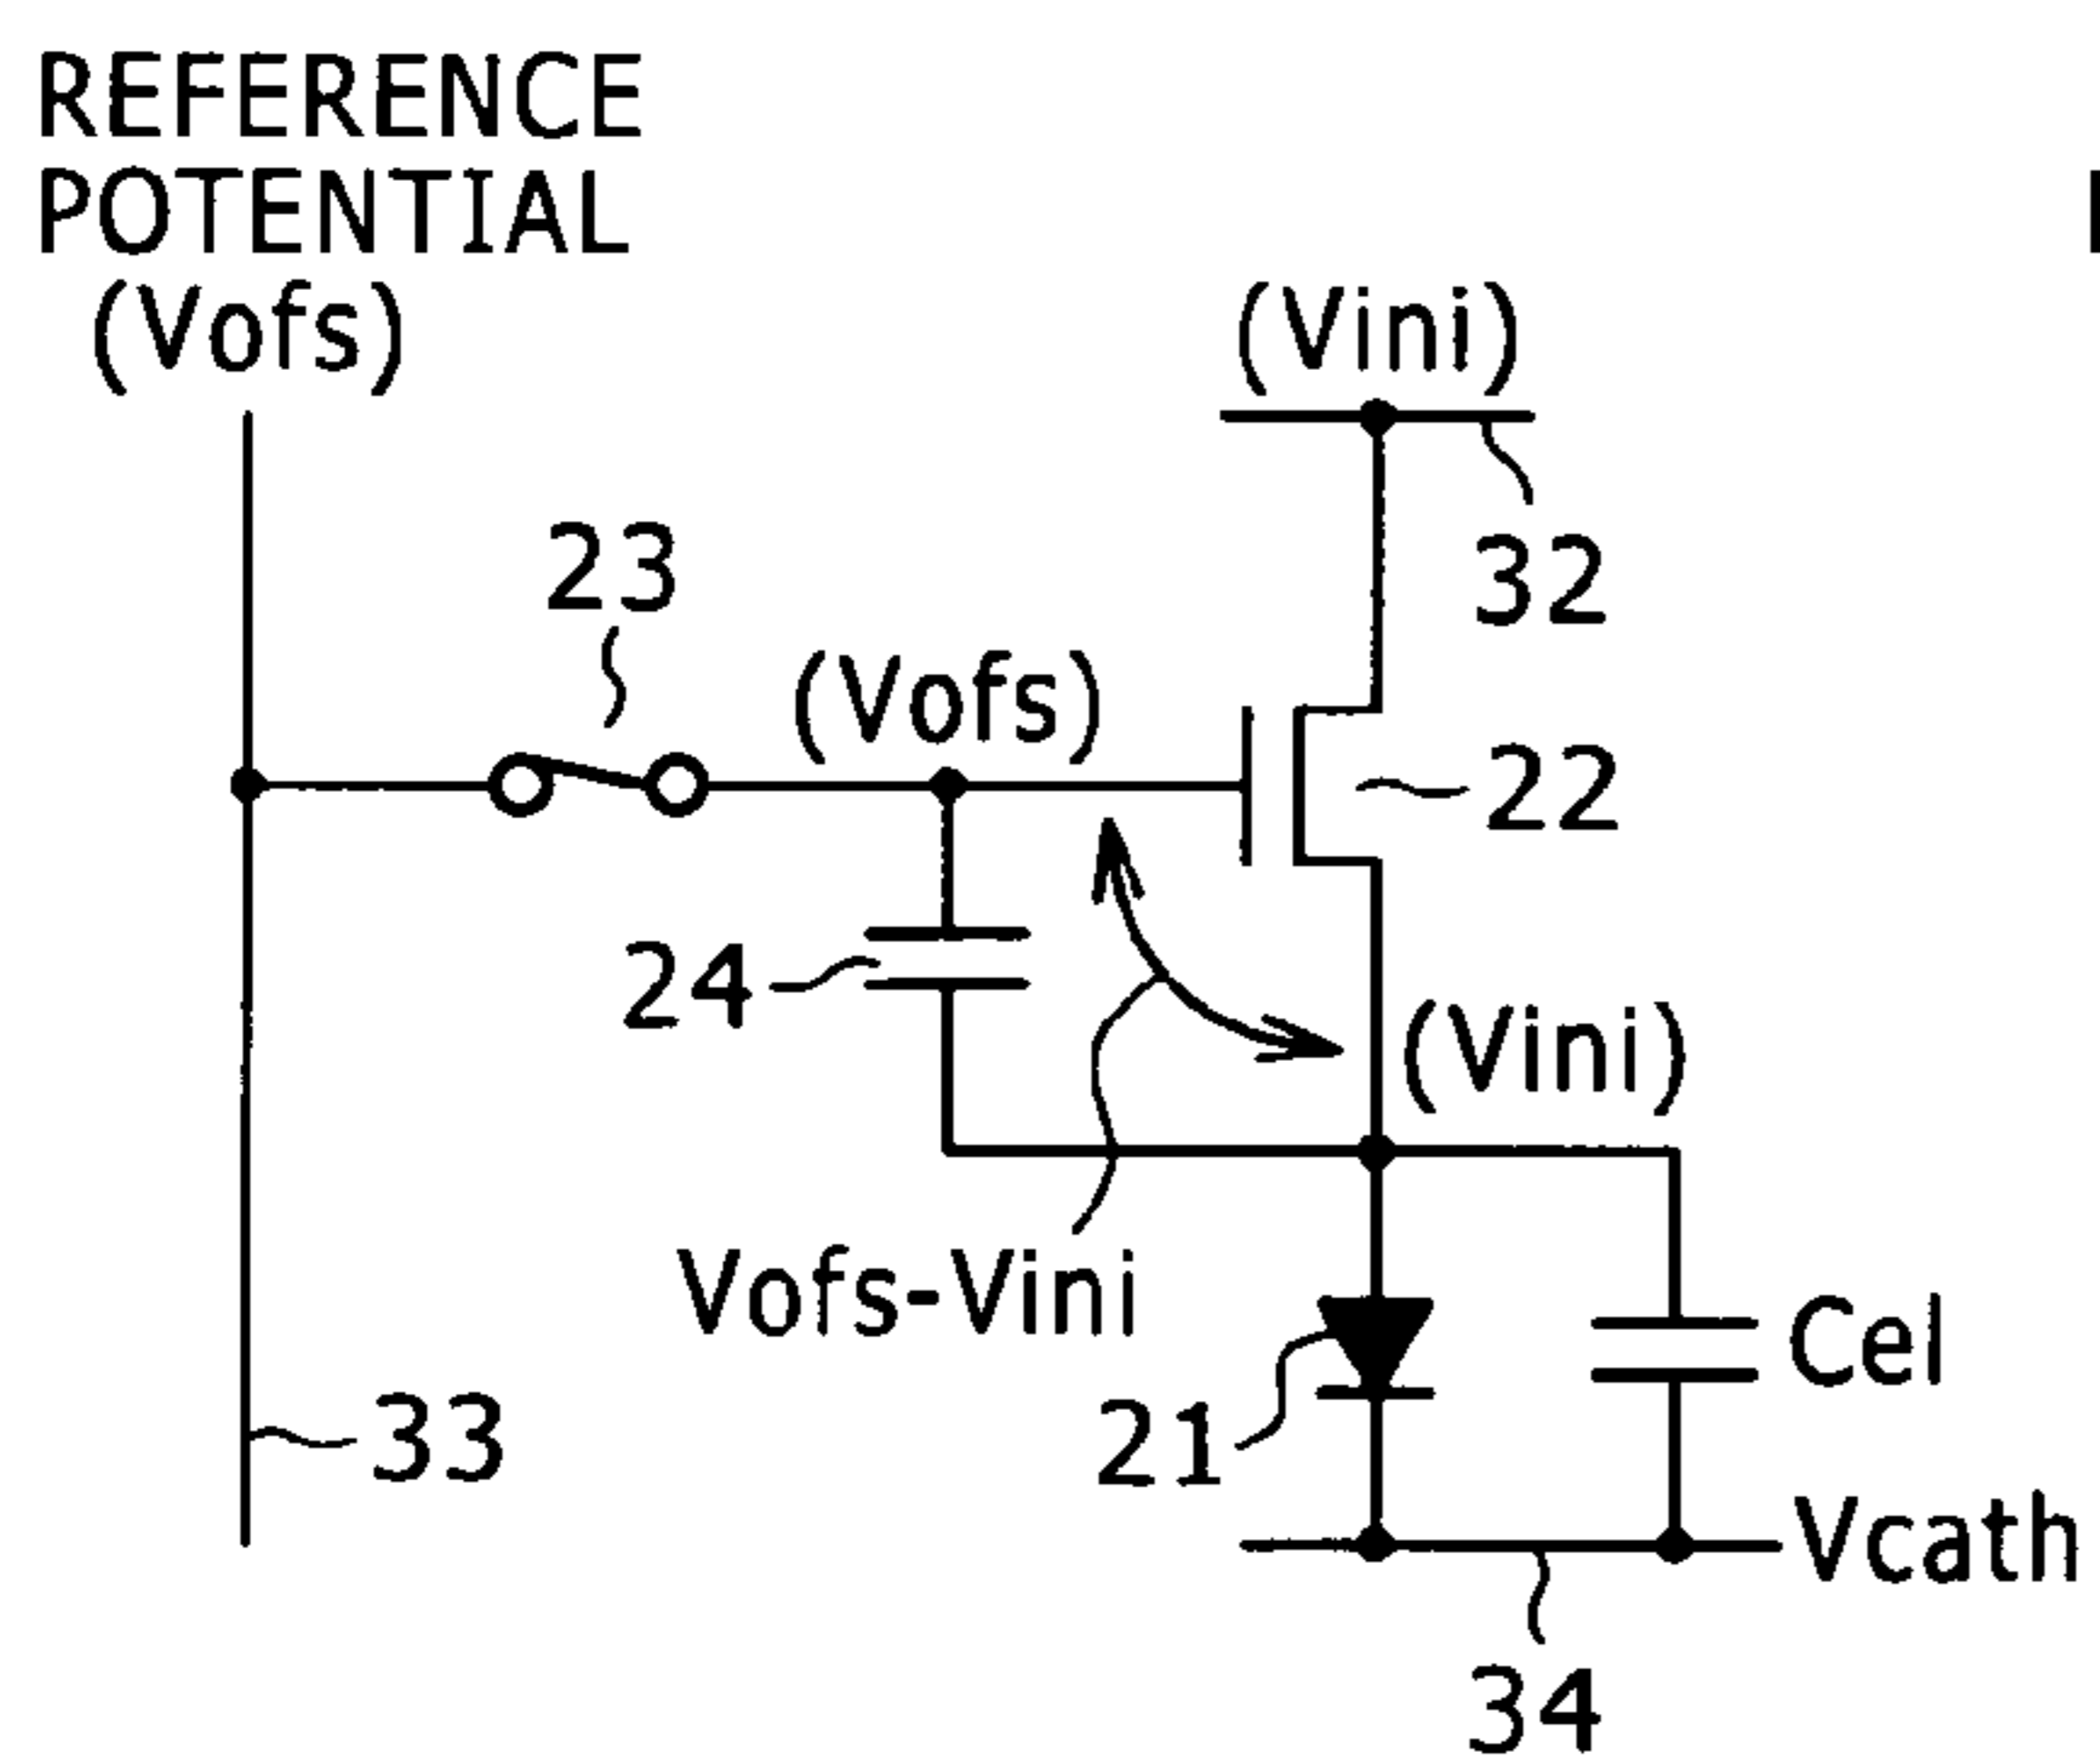 REFERENCE
POTENTIAL
(Vofs)
(Vini)
32
23
(Vofs)
22
24
(Vini)
Vofs-Vini
Cel
21
33
Vcath
34